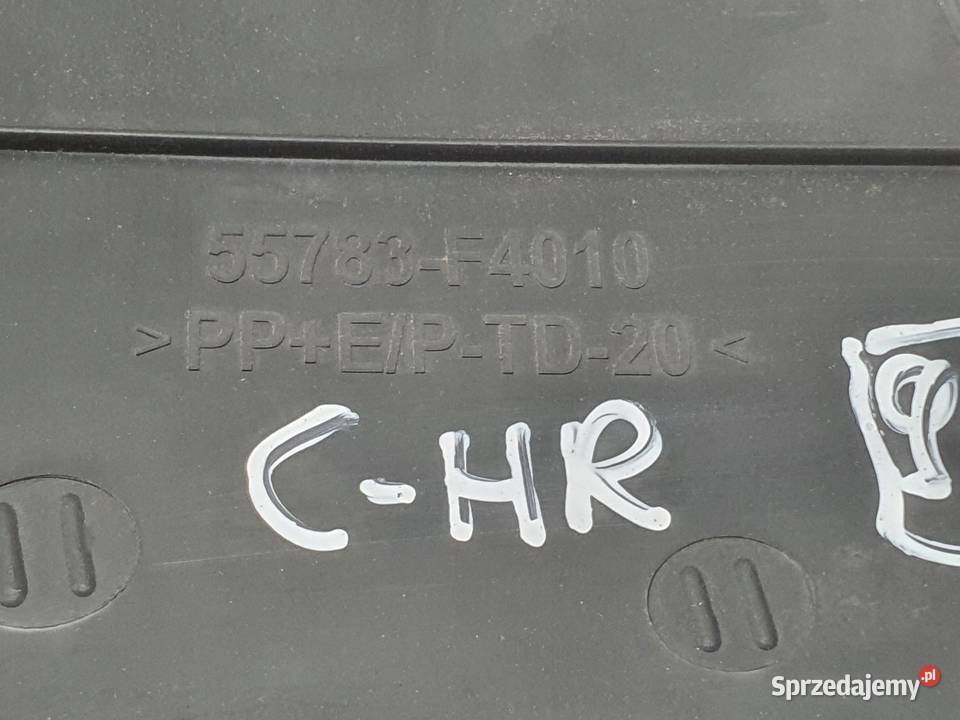 55783-F4010
>PP+E/P-TD-20<
C-HR
Sprzedajemy.pl